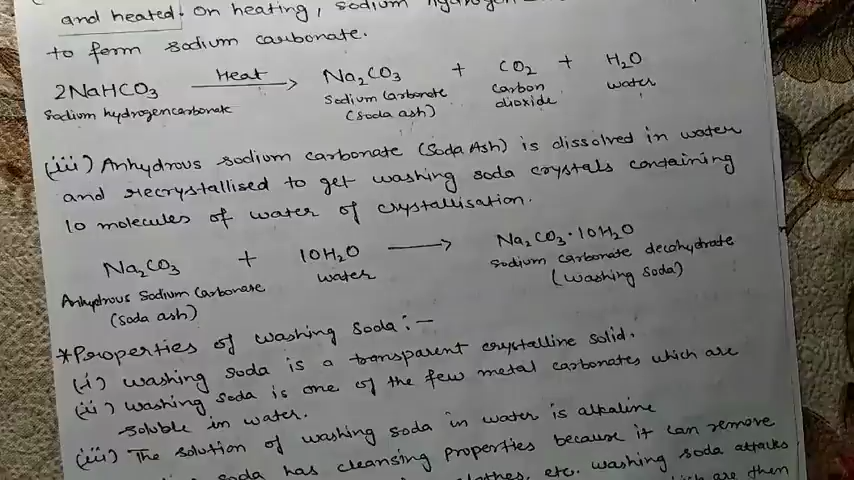 and heated. On heating, sodium hydrogen
to form sodium carbonate.
2NaHCO3 Heat → Na2CO3 + CO2 + H2O
sodium hydrogencarbonate sodium carbonate (soda ash) carbon dioxide water
(iii) Anhydrous sodium carbonate (Soda Ash) is dissolved in water
and recrystallised to get washing soda crystals containing
10 molecules of water of crystallisation.
Na2CO3 + 10H2O → Na2CO3·10H2O
Anhydrous Sodium Carbonate (soda ash) water sodium carbonate decahydrate (washing soda)
*Properties of washing soda:-
(i) washing soda is a transparent crystalline solid.
(ii) washing soda is one of the few metal carbonates which are
soluble in water.
(iii) The solution of washing soda in water is alkaline
soda has cleansing properties because it can remove
clothes, etc. washing soda attacks
which are then